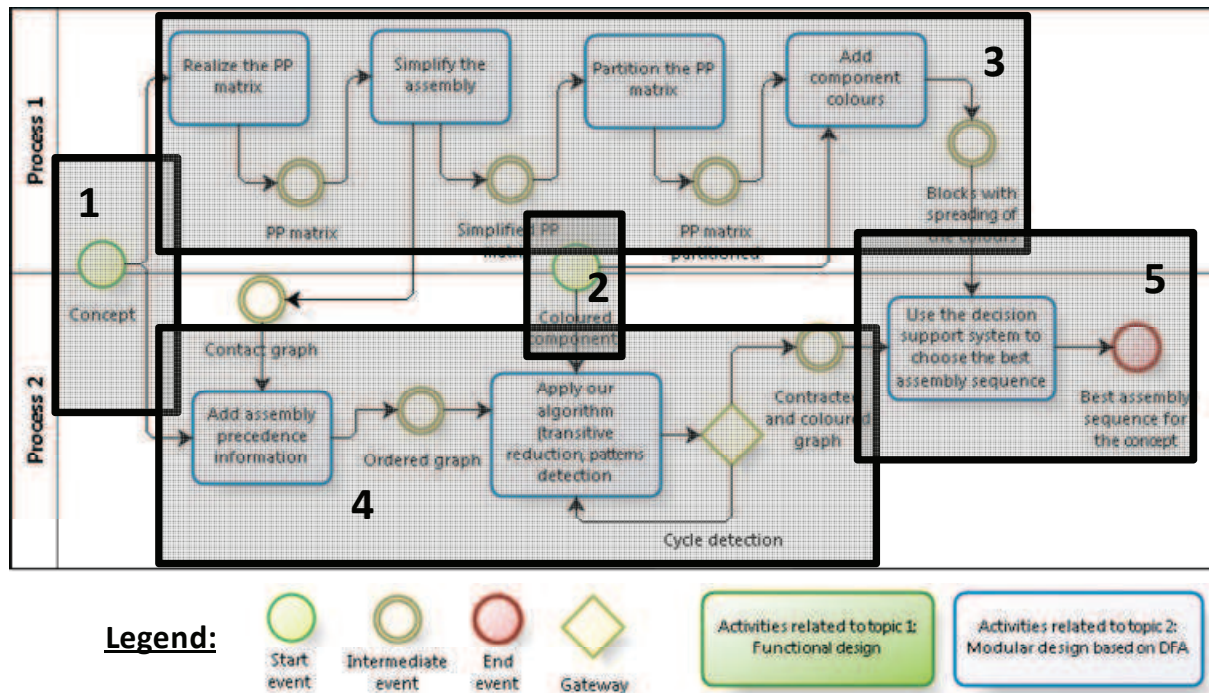 Process 1
Realize the PP
matrix
Simplify the
assembly
Partition the PP
matrix
Add
component
colours
3
PP matrix
Simplified PP
matrix
PP matrix
partitioned
Blocks with
spreading of
the colours
1
Concept
2
Coloured
component
5
Use the decision
support system to
choose the best
assembly sequence
Best assembly
sequence for
the concept
Process 2
Contact graph
Add assembly
precedence
information
Ordered graph
Apply our
algorithm
(transitive
reduction, patterns
detection
Contracted
and coloured
graph
4
Cycle detection
Legend:
Start
event
Intermediate
event
End
event
Gateway
Activities related to topic 1:
Functional design
Activities related to topic 2:
Modular design based on DFA